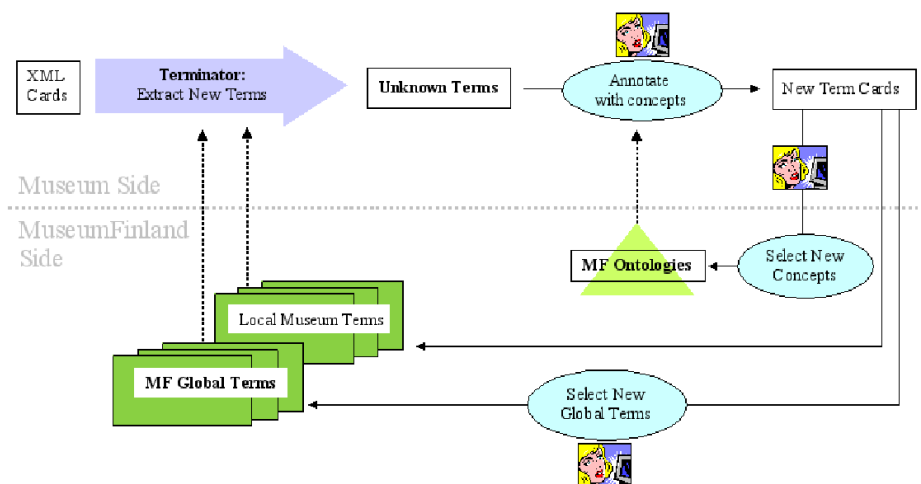 XML
Cards
Terminator:
Extract New Terms
Unknown Terms
Annotate
with concepts
New Term Cards
Museum Side
MuseumFinland
Side
MF Ontologies
Select New
Concepts
Local Museum Terms
MF Global Terms
Select New
Global Terms